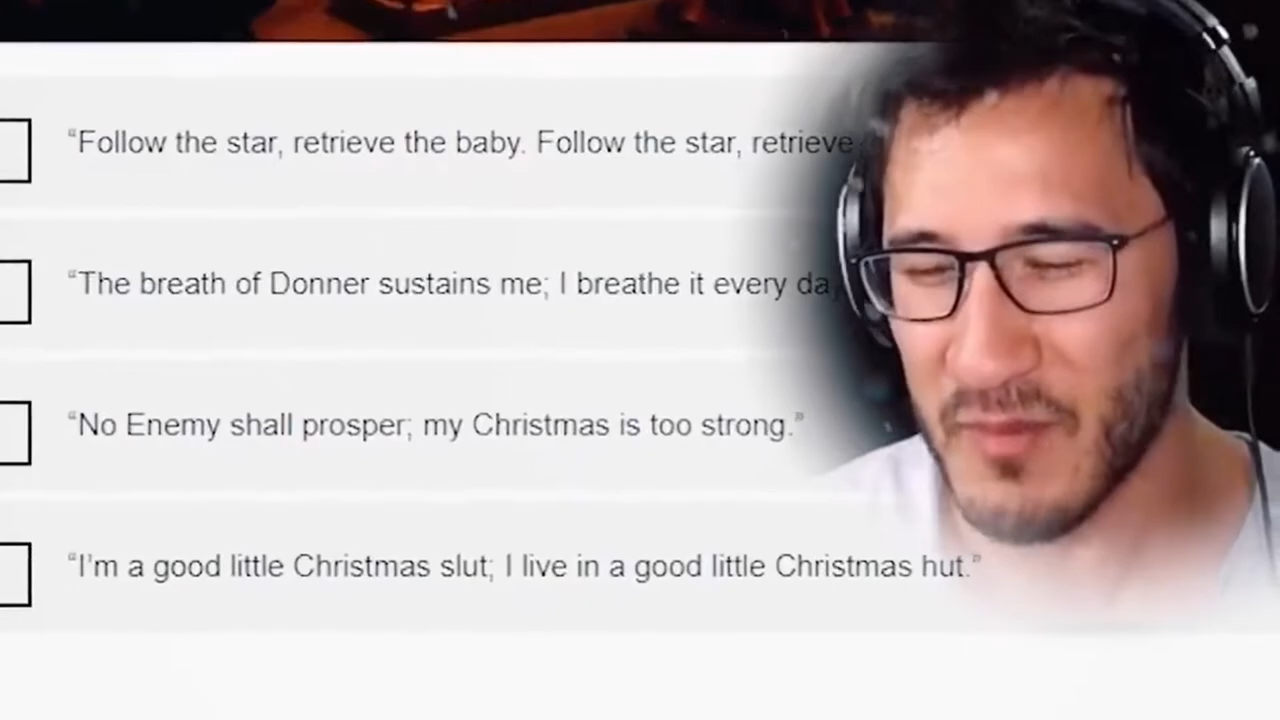 “Follow the star, retrieve the baby. Follow the star, retrieve
“The breath of Donner sustains me; I breathe it every
“No Enemy shall prosper; my Christmas is too strong.”
“I’m a good little Christmas slut; I live in a good little Christmas hut.”